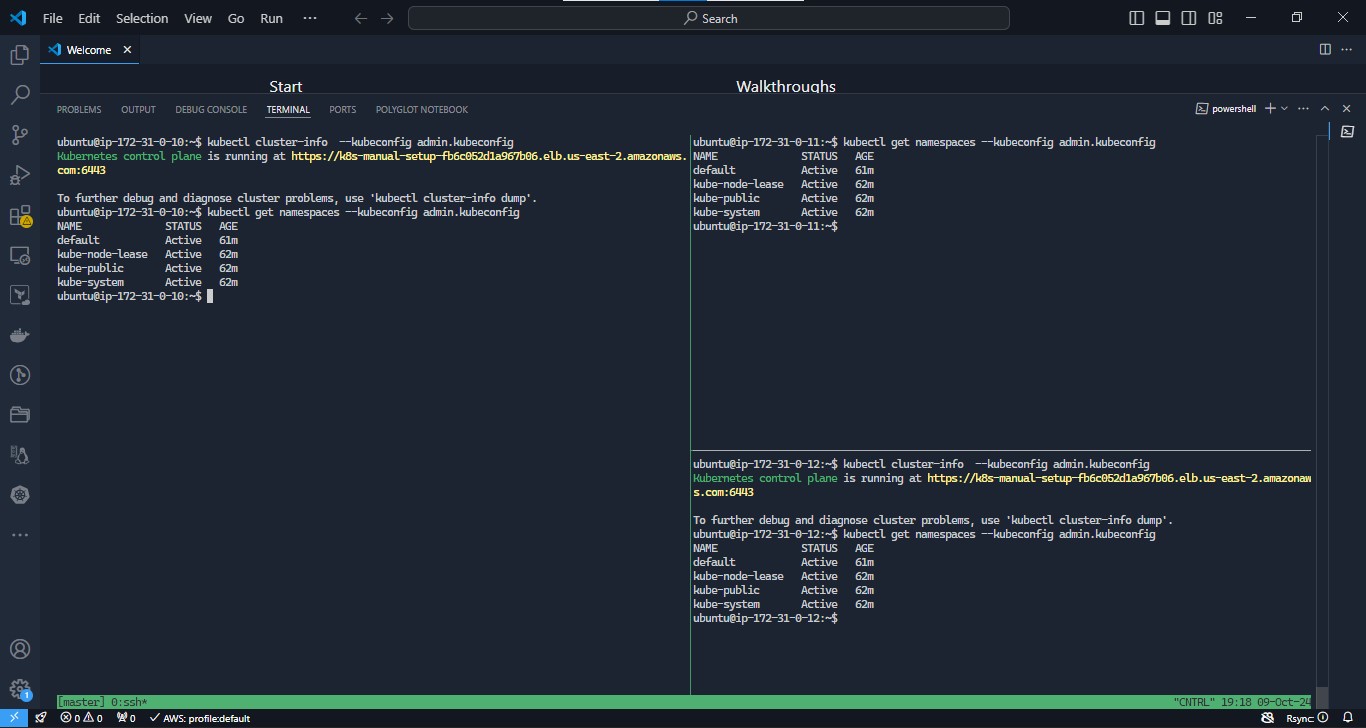 File Edit Selection View Go Run ··· Search
Welcome
Start Walkthroughs
PROBLEMS OUTPUT DEBUG CONSOLE TERMINAL PORTS POLYGLOT NOTEBOOK powershell
ubuntu@ip-172-31-0-10:~$ kubectl cluster-info  --kubeconfig admin.kubeconfig
Kubernetes control plane is running at https://k8s-manual-setup-fb6c052d1a967b06.elb.us-east-2.amazonaws.
com:6443
To further debug and diagnose cluster problems, use 'kubectl cluster-info dump'.
ubuntu@ip-172-31-0-10:~$ kubectl get namespaces --kubeconfig admin.kubeconfig
NAME STATUS AGE
default Active 61m
kube-node-lease Active 62m
kube-public Active 62m
kube-system Active 62m
ubuntu@ip-172-31-0-10:~$
ubuntu@ip-172-31-0-11:~$ kubectl get namespaces --kubeconfig admin.kubeconfig
NAME STATUS AGE
default Active 61m
kube-node-lease Active 62m
kube-public Active 62m
kube-system Active 62m
ubuntu@ip-172-31-0-11:~$
ubuntu@ip-172-31-0-12:~$ kubectl cluster-info  --kubeconfig admin.kubeconfig
Kubernetes control plane is running at https://k8s-manual-setup-fb6c052d1a967b06.elb.us-east-2.amazonaw
s.com:6443
To further debug and diagnose cluster problems, use 'kubectl cluster-info dump'.
ubuntu@ip-172-31-0-12:~$ kubectl get namespaces --kubeconfig admin.kubeconfig
NAME STATUS AGE
default Active 61m
kube-node-lease Active 62m
kube-public Active 62m
kube-system Active 62m
ubuntu@ip-172-31-0-12:~$
[master] 0:ssh* "CNTRL" 19:18 09-Oct-24
1
0 0 0 AWS: profile:default Rsync: